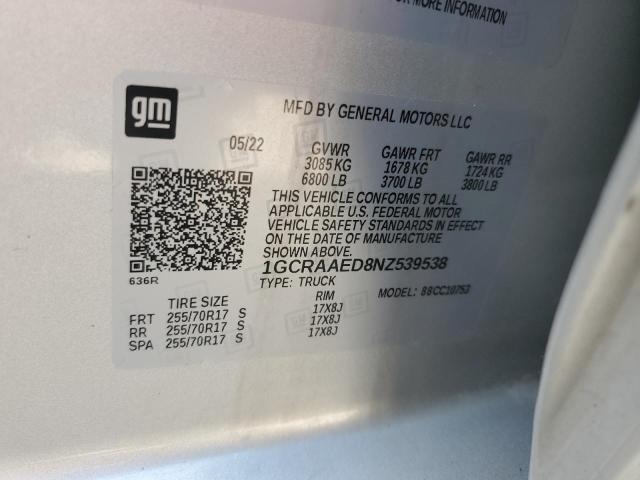 FOR MORE INFORMATION
gm
MFD BY GENERAL MOTORS LLC
05/22 GVWR GAWR FRT GAWR RR
3085 KG 1678 KG 1724 KG
6800 LB 3700 LB 3800 LB
THIS VEHICLE CONFORMS TO ALL
APPLICABLE U.S. FEDERAL MOTOR
VEHICLE SAFETY STANDARDS IN EFFECT
ON THE DATE OF MANUFACTURE
SHOWN ABOVE.
1GCRAAED8NZ539538
636R
TYPE: TRUCK MODEL: 88CC10753
TIRE SIZE RIM
FRT 255/70R17 S 17X8J
RR 255/70R17 S 17X8J
SPA 255/70R17 S 17X8J